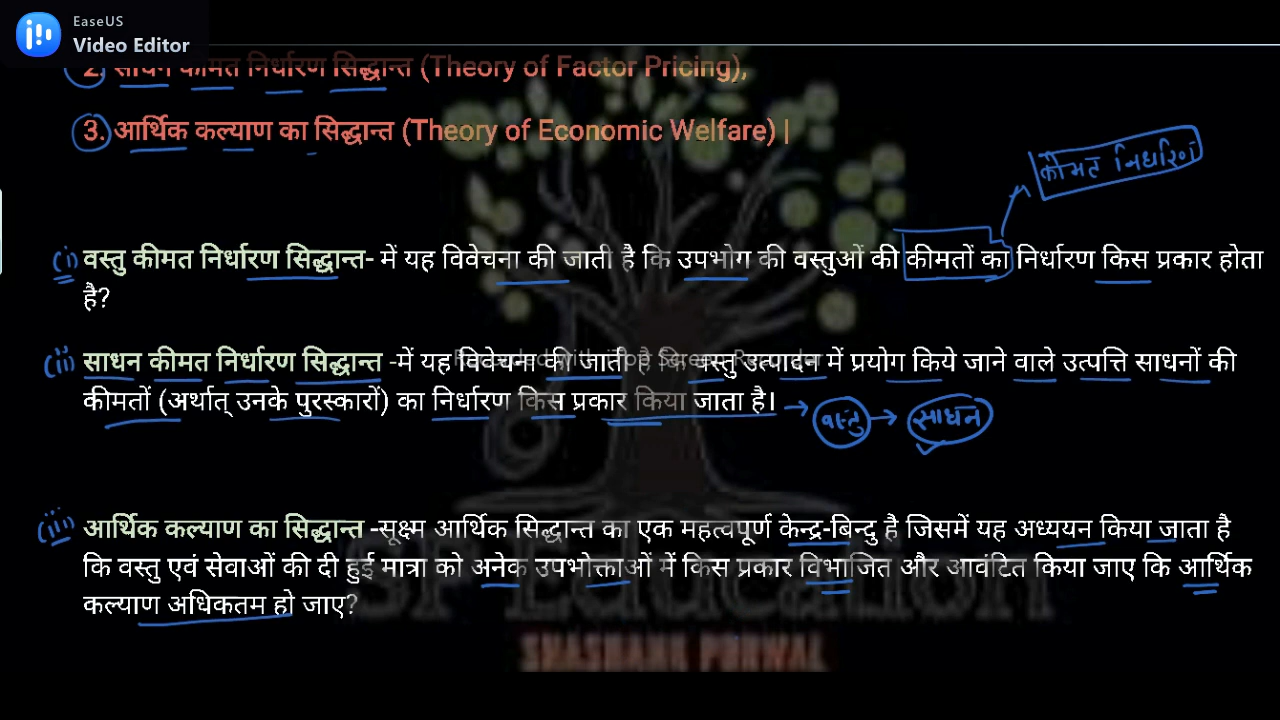 EaseUS
Video Editor
2. साधन कीमत निर्धारण सिद्धान्त (Theory of Factor Pricing),
3. आर्थिक कल्याण का सिद्धान्त (Theory of Economic Welfare) |
कीमत निर्धारण
(i) वस्तु कीमत निर्धारण सिद्धान्त- में यह विवेचना की जाती है कि उपभोग की वस्तुओं की कीमतों का निर्धारण किस प्रकार होता
है?
(ii) साधन कीमत निर्धारण सिद्धान्त -में यह विवेचना की जाती है कि वस्तु उत्पादन में प्रयोग किये जाने वाले उत्पत्ति साधनों की
कीमतों (अर्थात् उनके पुरस्कारों) का निर्धारण किस प्रकार किया जाता है।
→ वस्तु → साधन
(iii) आर्थिक कल्याण का सिद्धान्त -सूक्ष्म आर्थिक सिद्धान्त का एक महत्वपूर्ण केन्द्र-बिन्दु है जिसमें यह अध्ययन किया जाता है
कि वस्तु एवं सेवाओं की दी हुई मात्रा को अनेक उपभोक्ताओं में किस प्रकार विभाजित और आवंटित किया जाए कि आर्थिक
कल्याण अधिकतम हो जाए?
SP Education
SHASHANK PORWAL